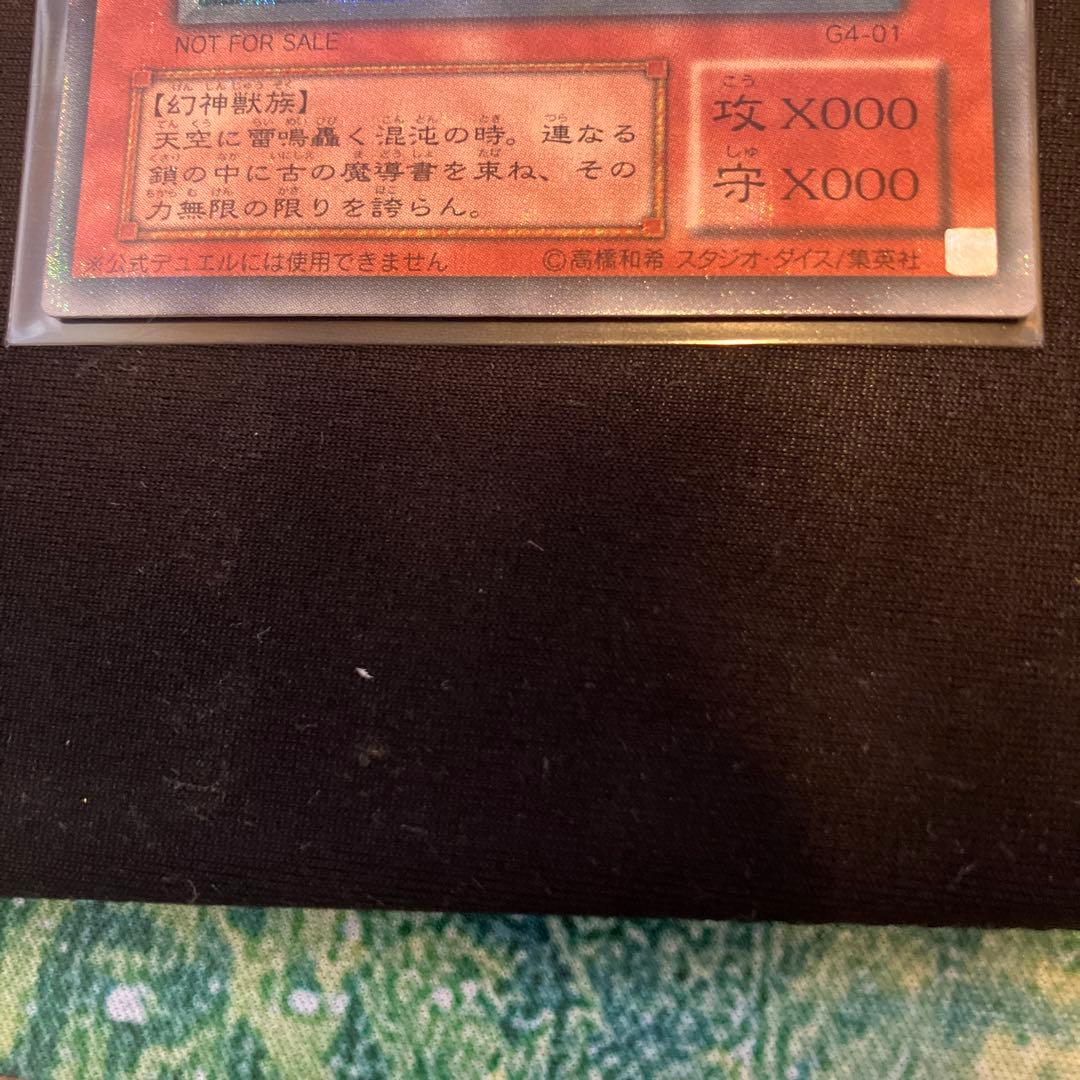 NOT FOR SALE
G4-01
【幻神獣族】
天空に雷鳴轟く混沌の時。連なる
鎖の中に古の魔導書を束ね、その
力無限の限りを誇らん。
こう
攻 X000
しゅ
守 X000
※公式デュエルには使用できません
©高橋和希 スタジオ・ダイス/集英社